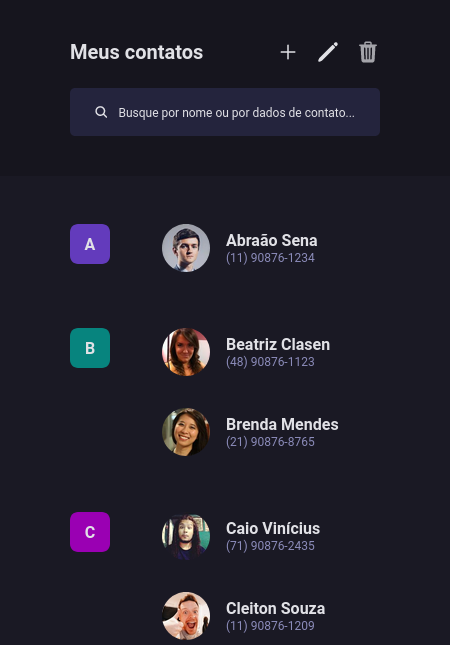 Meus contatos
Busque por nome ou por dados de contato...
A
Abraão Sena
(11) 90876-1234
B
Beatriz Clasen
(48) 90876-1123
Brenda Mendes
(21) 90876-8765
C
Caio Vinícius
(71) 90876-2435
Cleiton Souza
(11) 90876-1209